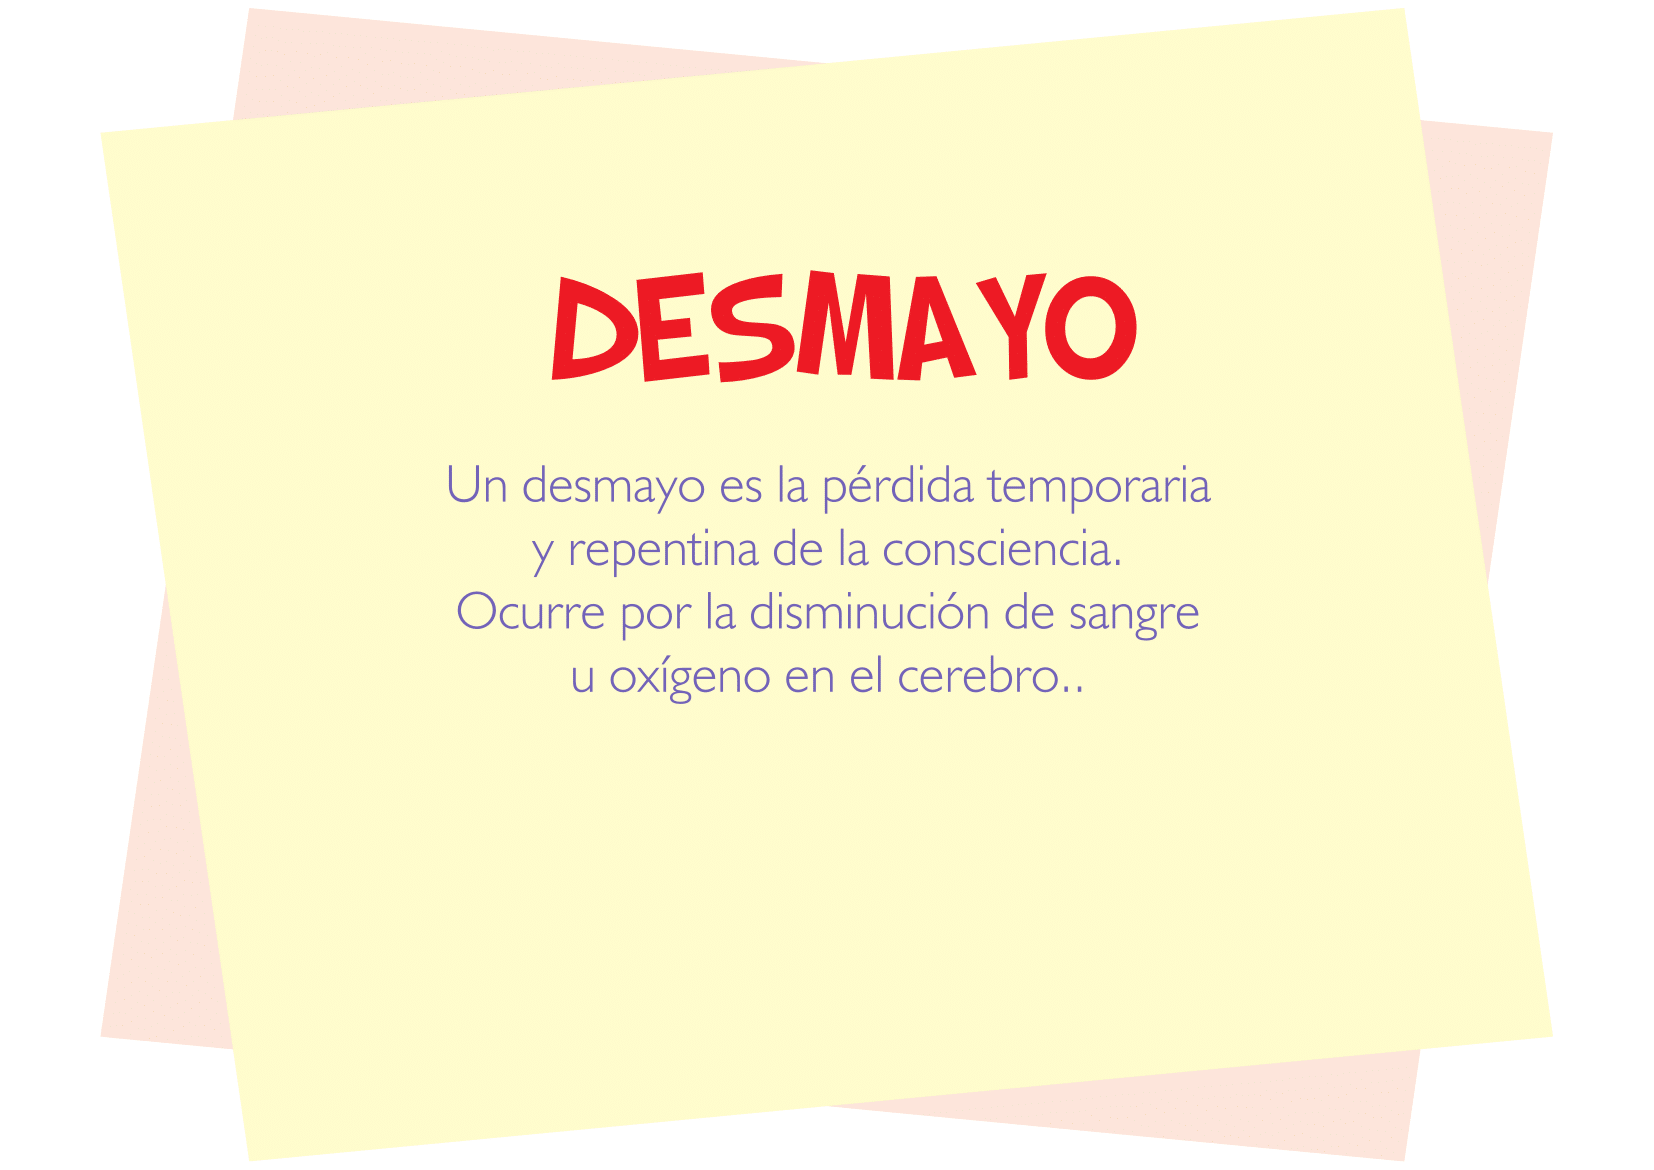 DESMAYO
Un desmayo es la pérdida temporaria
y repentina de la consciencia.
Ocurre por la disminución de sangre
u oxígeno en el cerebro..